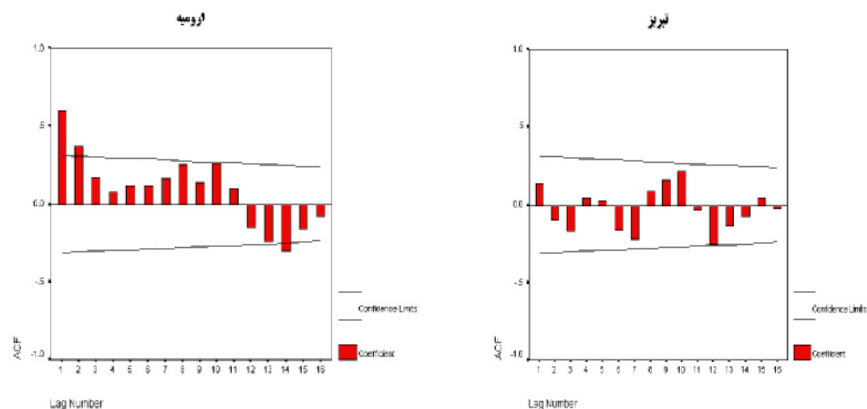 ارومیه
1.0
.5
0.0
-.5
-1.0
ACF
1 2 3 4 5 6 7 8 9 10 11 12 13 14 15 16
Lag Number
Confidence Limits
Coefficient
تبریز
1.0
.5
0.0
-.5
-1.0
ACF
1 2 3 4 5 6 7 8 9 10 11 12 13 14 15 16
Lag Number
Confidence Limits
Coefficient